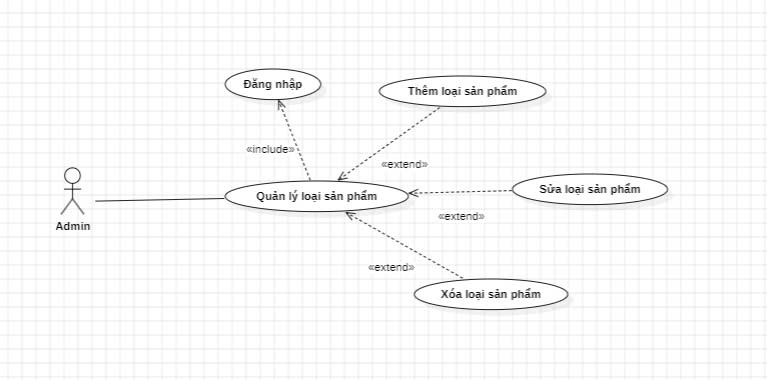 Đăng nhập
Thêm loại sản phẩm
«include»
«extend»
Quản lý loại sản phẩm
Sửa loại sản phẩm
«extend»
Admin
«extend»
Xóa loại sản phẩm